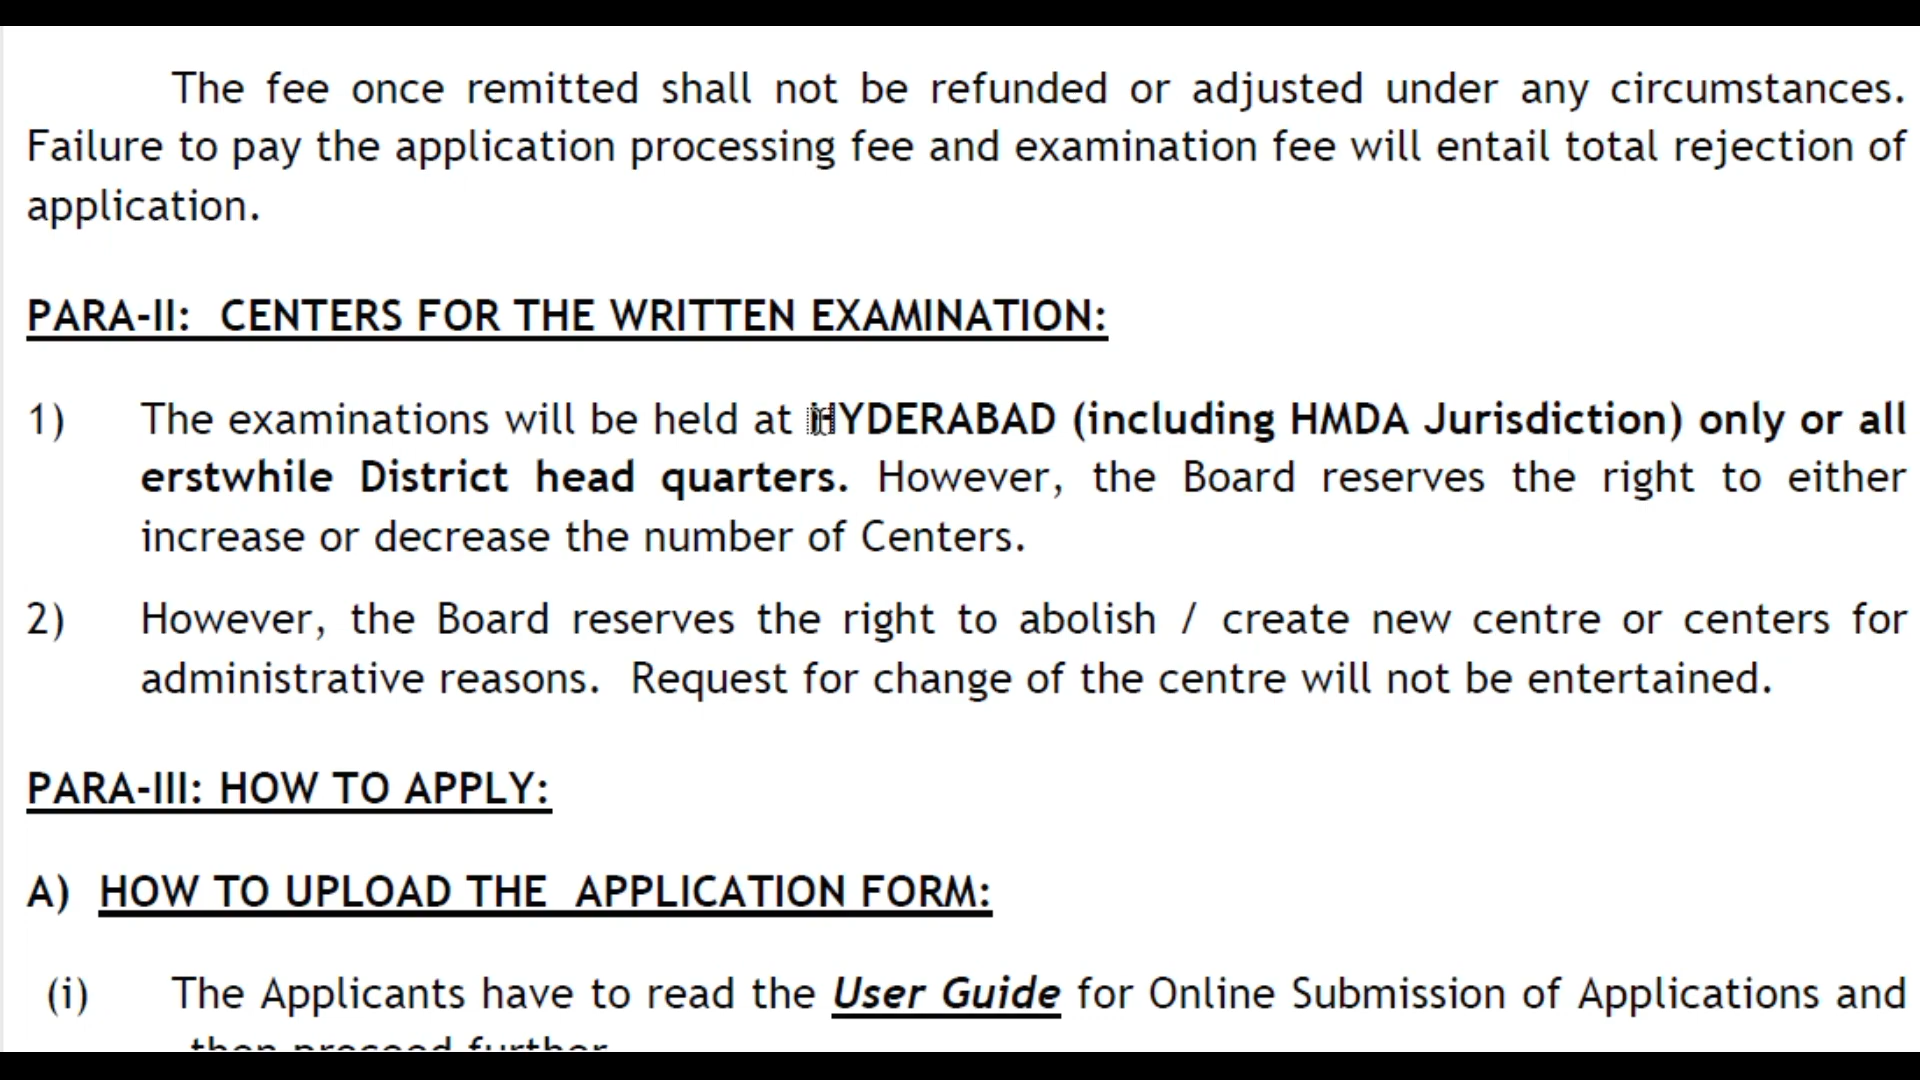 The fee once remitted shall not be refunded or adjusted under any circumstances.
Failure to pay the application processing fee and examination fee will entail total rejection of
application.
PARA-II: CENTERS FOR THE WRITTEN EXAMINATION:
1) The examinations will be held at HYDERABAD (including HMDA Jurisdiction) only or all
erstwhile District head quarters. However, the Board reserves the right to either
increase or decrease the number of Centers.
2) However, the Board reserves the right to abolish / create new centre or centers for
administrative reasons. Request for change of the centre will not be entertained.
PARA-III: HOW TO APPLY:
A) HOW TO UPLOAD THE APPLICATION FORM:
(i) The Applicants have to read the User Guide for Online Submission of Applications and
then proceed further